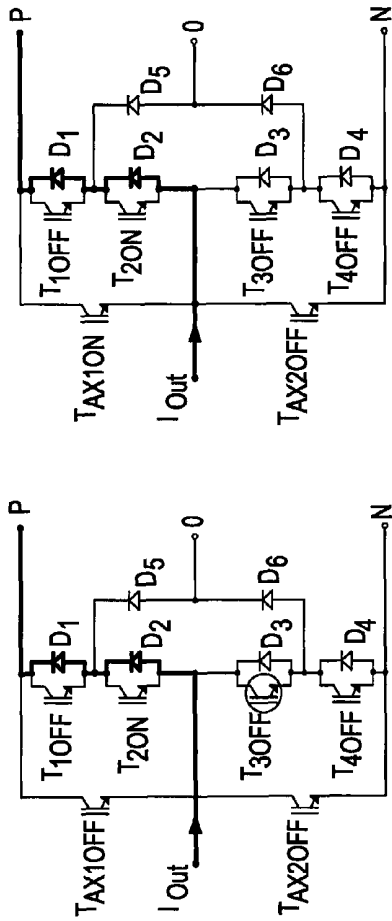 P
D1
T1OFF
TAX1OFF
D5
D2
T2ON
IOut
0
D6
D3
T3OFF
TAX2OFF
D4
T4OFF
N
P
D1
T1OFF
TAX1ON
D5
D2
T2ON
IOut
0
D6
D3
T3OFF
TAX2OFF
D4
T4OFF
N